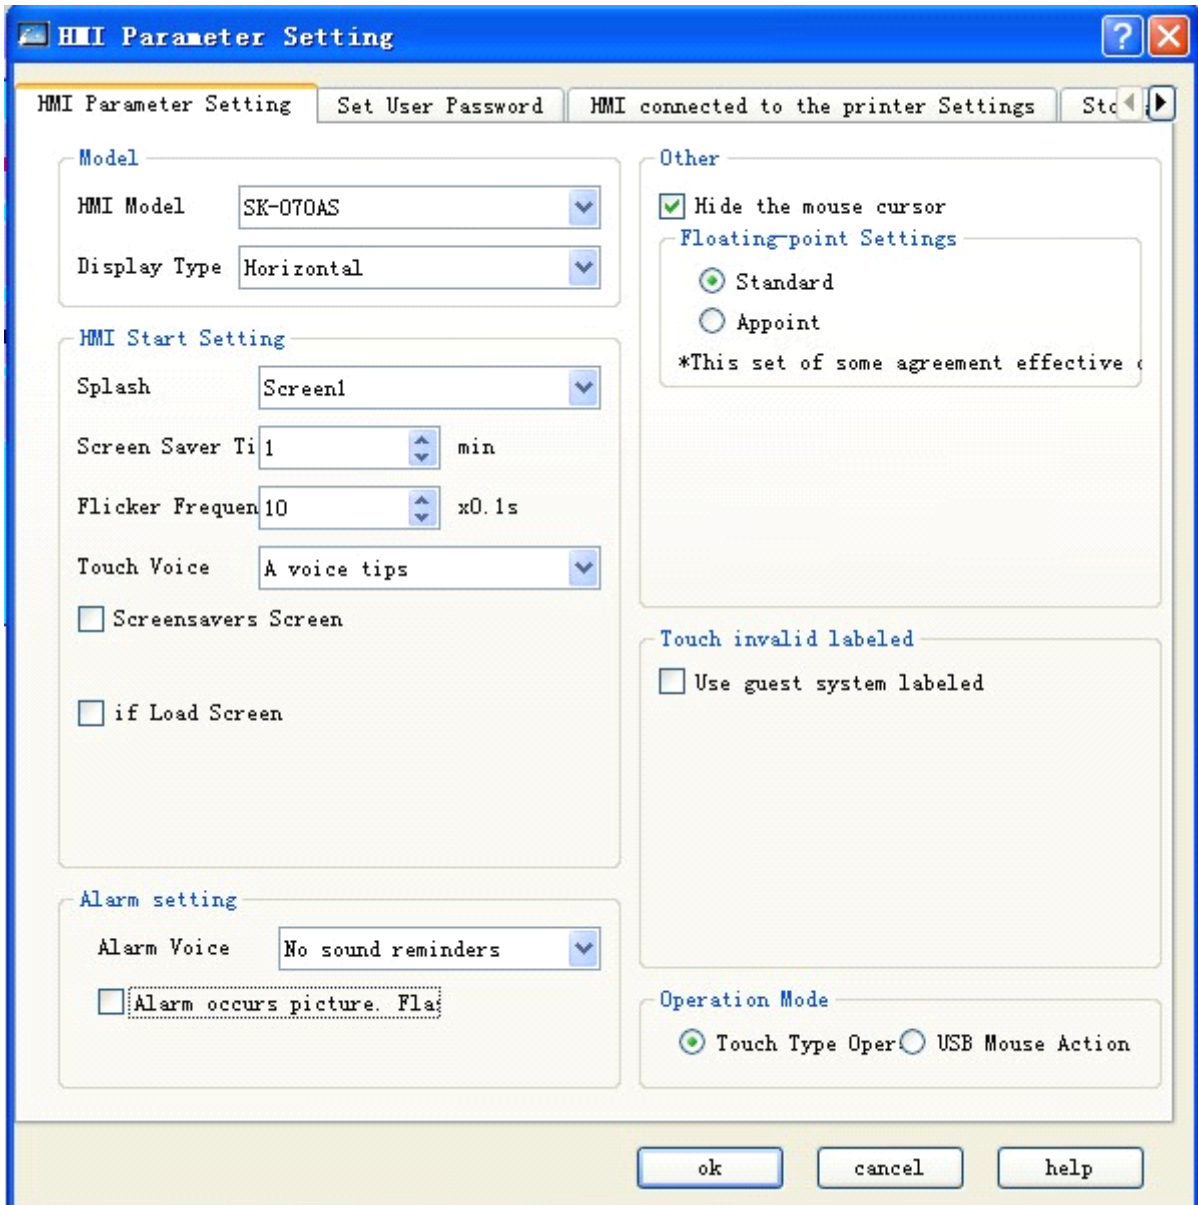 HMI Parameter Setting
HMI Parameter Setting
Set User Password
HMI connected to the printer Settings
Model
HMI Model
SK-070AS
Display Type
Horizontal
HMI Start Setting
Splash
Screen1
Screen Saver Ti
1
min
Flicker Frequen
10
x0.1s
Touch Voice
A voice tips
Screensavers Screen
if Load Screen
Alarm setting
Alarm Voice
No sound reminders
Alarm occurs picture. Fla
Other
Hide the mouse cursor
Floating-point Settings
Standard
Appoint
*This set of some agreement effective
Touch invalid labeled
Use guest system labeled
Operation Mode
Touch Type Oper
USB Mouse Action
ok
cancel
help